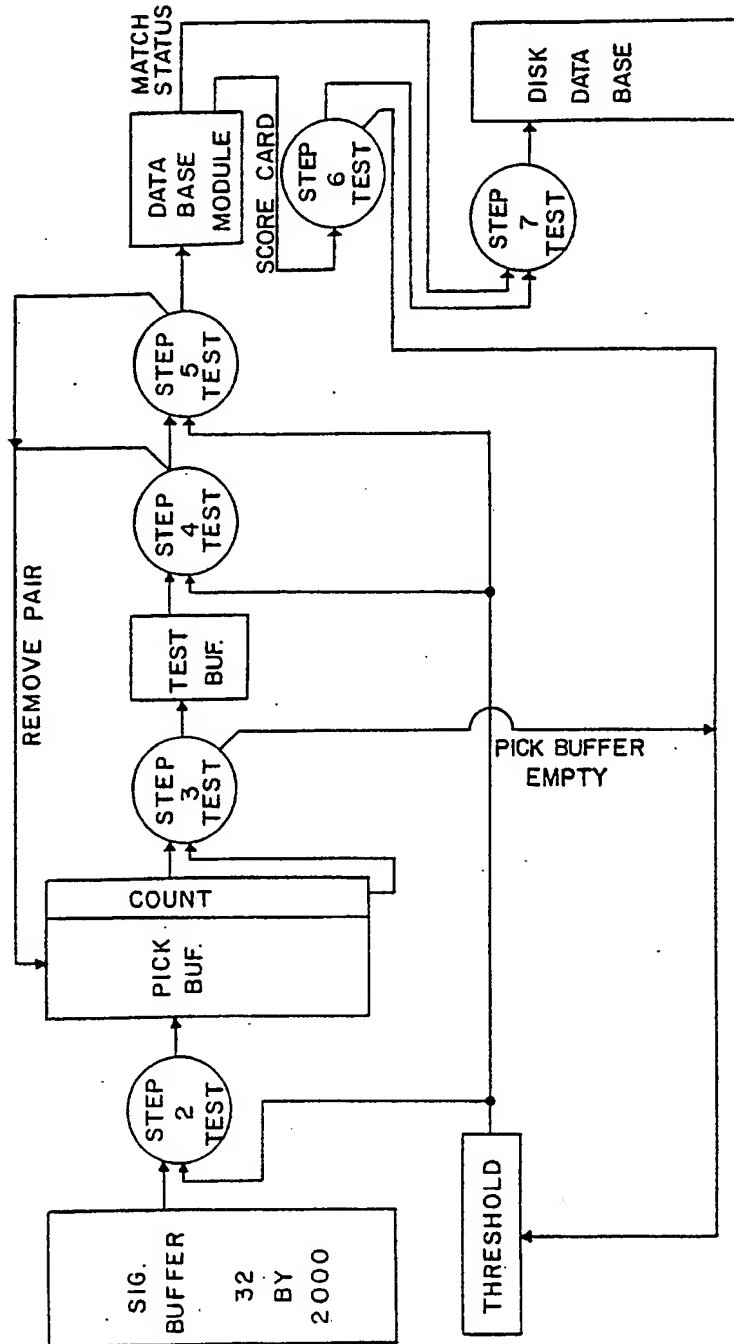 SIG.
BUFFER
32
BY
2000
STEP
2
TEST
PICK
BUF.
COUNT
STEP
3
TEST
TEST
BUF.
STEP
4
TEST
STEP
5
TEST
DATA
BASE
MODULE
MATCH
STATUS
REMOVE PAIR
SCORE CARD
STEP
6
TEST
STEP
7
TEST
DISK
DATA
BASE
PICK BUFFER
EMPTY
THRESHOLD